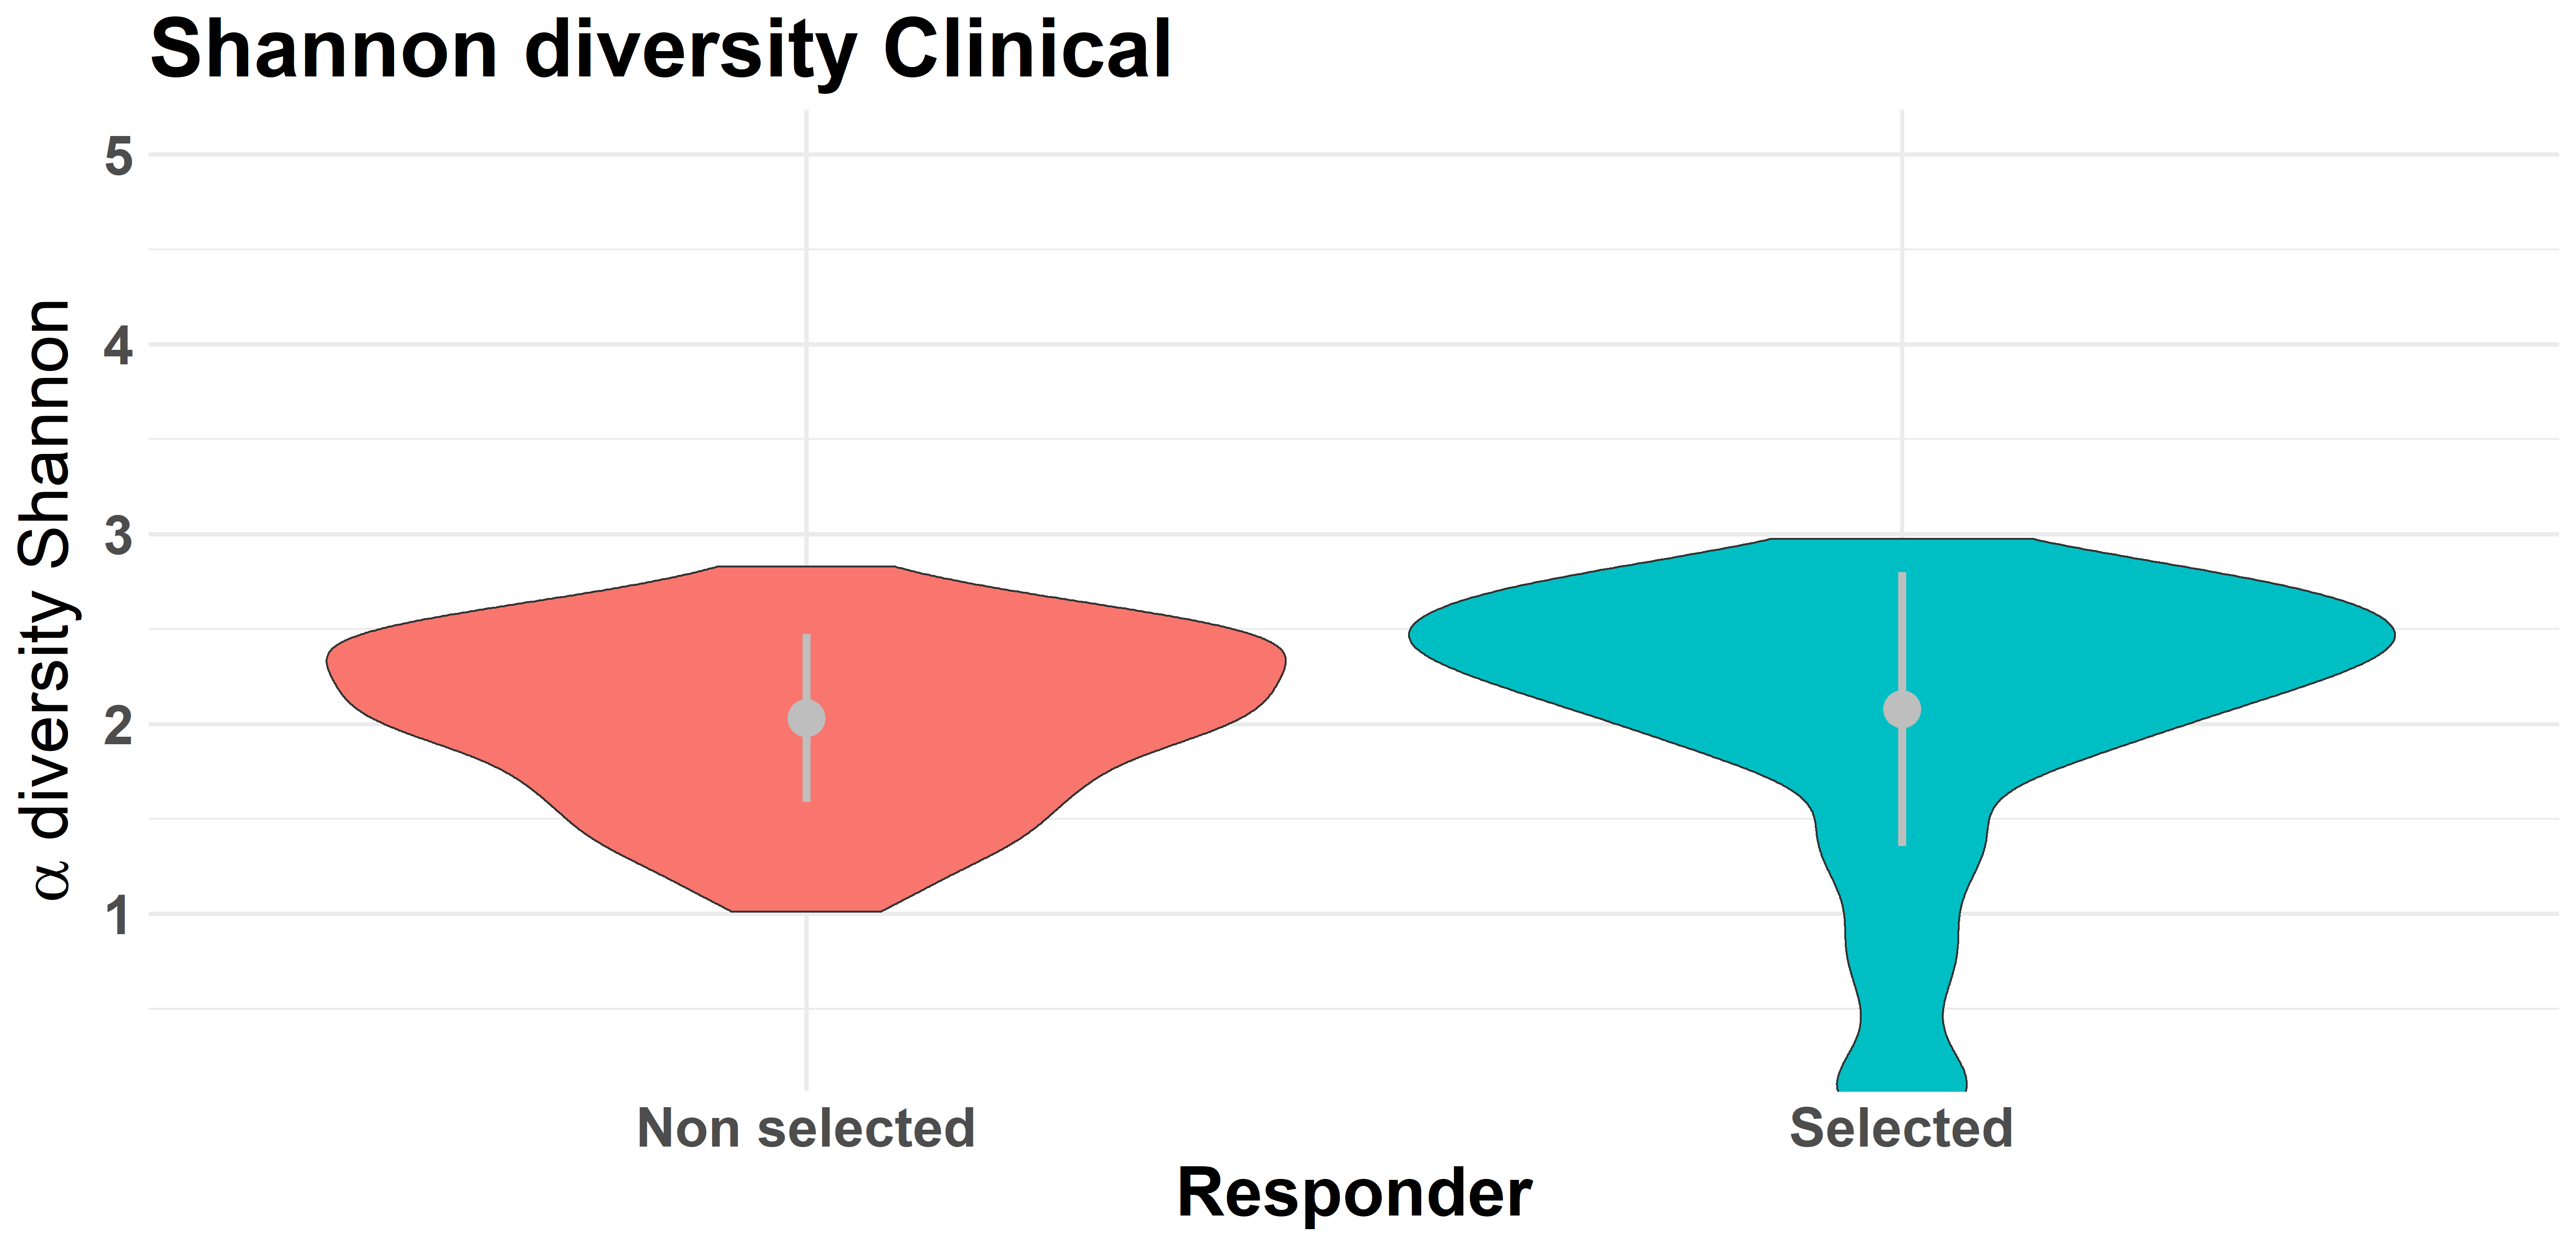 Shannon diversity Clinical
α diversity Shannon
5
4
3
2
1
Non selected
Selected
Responder